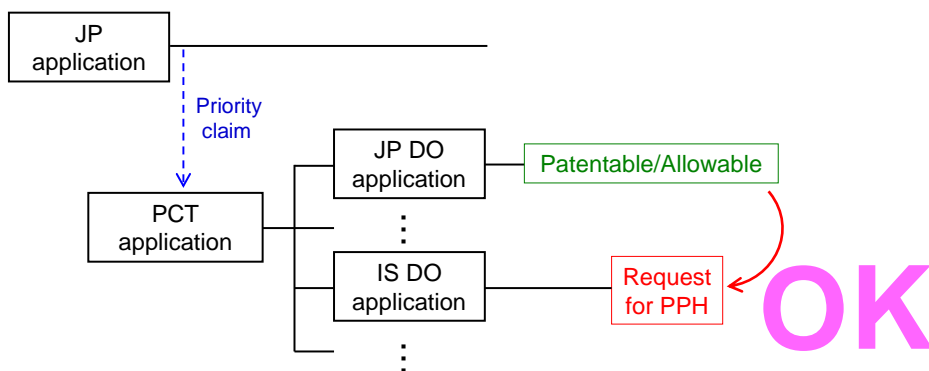 JP
application
Priority
claim
JP DO
application
Patentable/Allowable
PCT
application
IS DO
application
Request
for PPH
OK